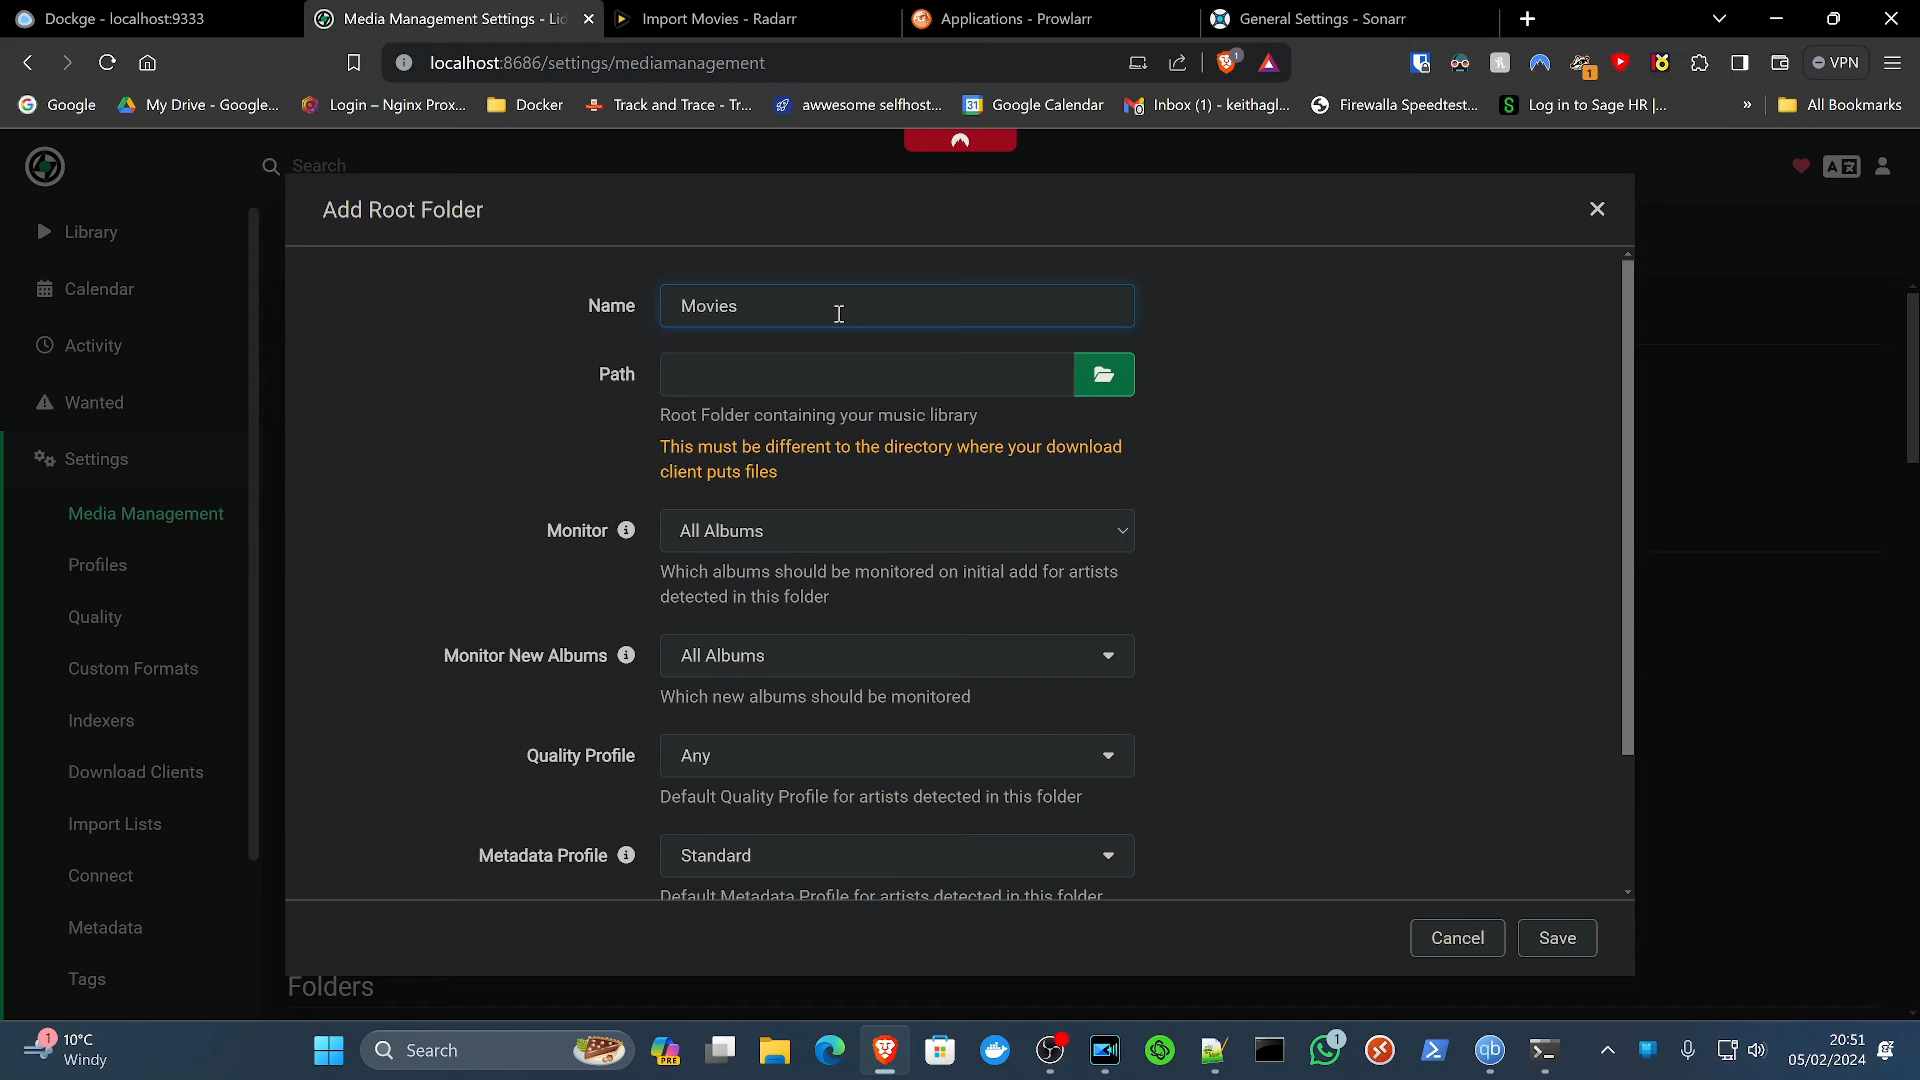 Dockge - localhost:9333
Media Management Settings - Lid
Import Movies - Radarr
Applications - Prowlarr
General Settings - Sonarr
localhost:8686/settings/mediamanagement
1
1
VPN
Google
My Drive - Google...
Login – Nginx Prox...
Docker
Track and Trace - Tr...
awwesome selfhost...
31
Google Calendar
Inbox (1) - keithagl...
Firewalla Speedtest...
S
Log in to Sage HR |...
»
All Bookmarks
Search
Library
Calendar
Activity
Wanted
Settings
Media Management
Profiles
Quality
Custom Formats
Indexers
Download Clients
Import Lists
Connect
Metadata
Tags
Add Root Folder
Name
Movies
Path
Root Folder containing your music library
This must be different to the directory where your download
client puts files
Monitor
All Albums
Which albums should be monitored on initial add for artists
detected in this folder
Monitor New Albums
All Albums
Which new albums should be monitored
Quality Profile
Any
Default Quality Profile for artists detected in this folder
Metadata Profile
Standard
Default Metadata Profile for artists detected in this folder
Cancel
Save
Folders
1
10°C
Windy
Search
PRE
1
qb
20:51
05/02/2024